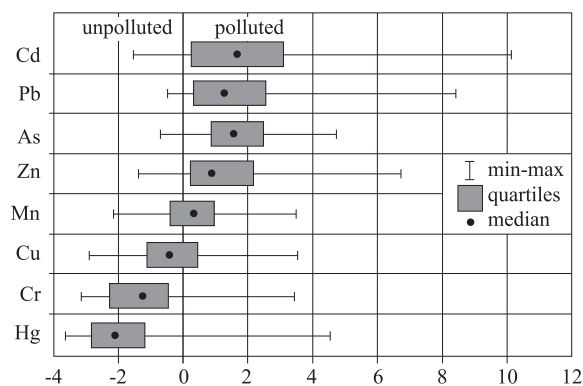 unpolluted polluted
Cd
Pb
As
Zn
Mn
Cu
Cr
Hg
min-max
quartiles
median
-4 -2 0 2 4 6 8 10 12